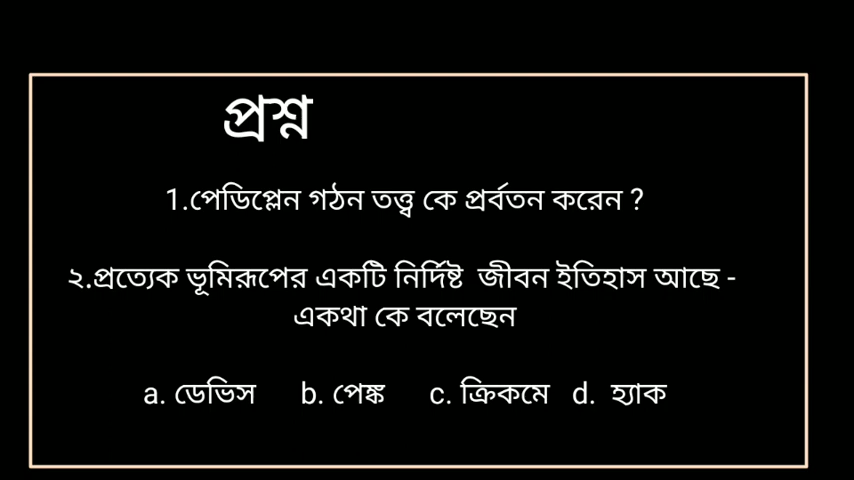 প্রশ্ন
1.পেডিপ্লেন গঠন তত্ত্ব কে প্রর্বতন করেন ?
২.প্রত্যেক ভূমিরূপের একটি নির্দিষ্ট জীবন ইতিহাস আছে -
একথা কে বলেছেন
a. ডেভিস b. পেঙ্ক c. ক্রিকমে d. হ্যাক